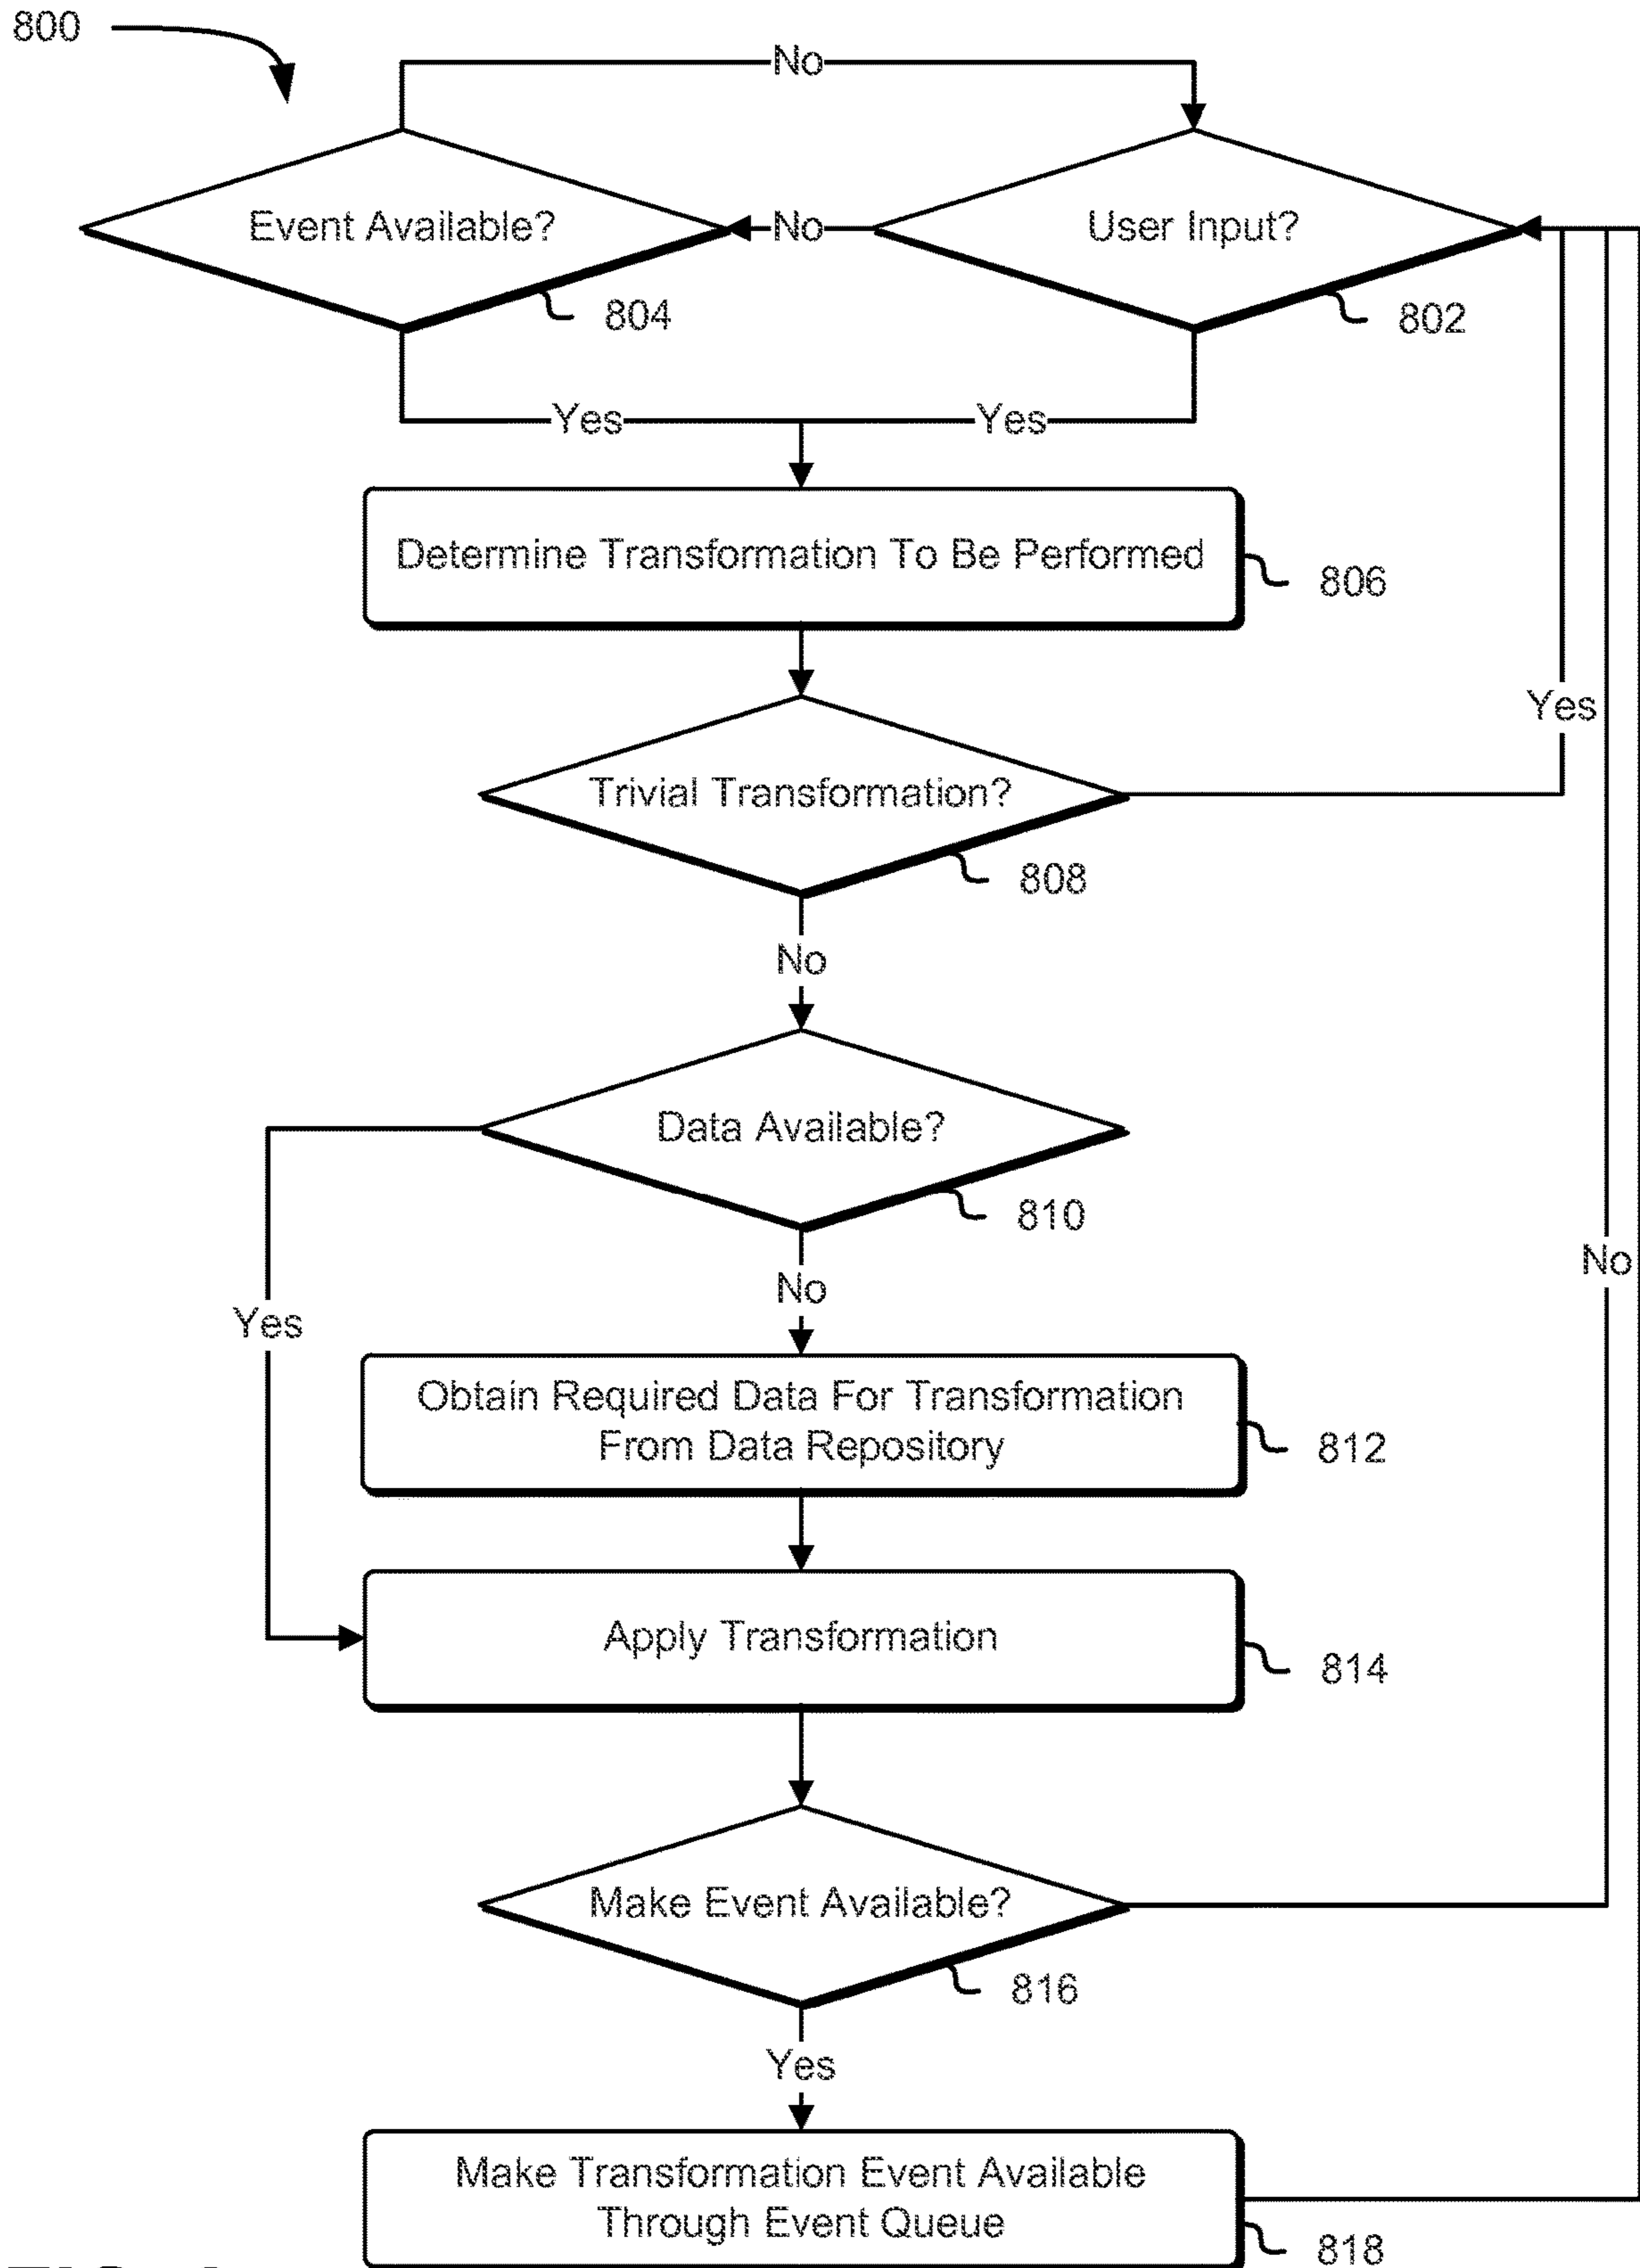 800
No
Event Available?
No
User Input?
804
802
Yes
Yes
Determine Transformation To Be Performed
806
Yes
Trivial Transformation?
808
No
Data Available?
810
No
No
Yes
Obtain Required Data For Transformation
From Data Repository
812
Apply Transformation
814
Make Event Available?
816
Yes
Make Transformation Event Available
Through Event Queue
818